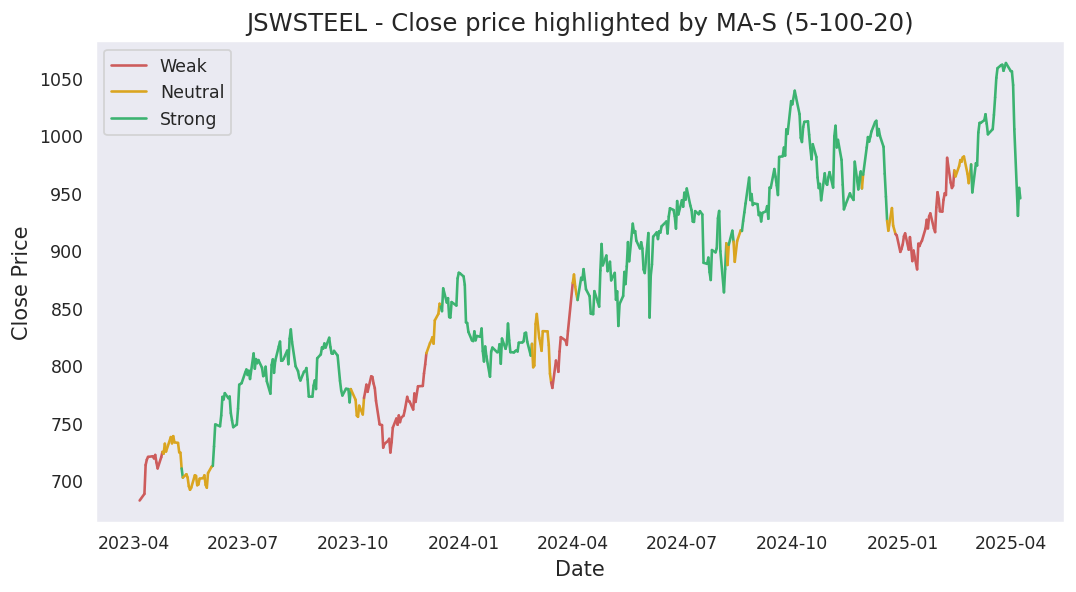 JSWSTEEL - Close price highlighted by MA-S (5-100-20)
Weak
Neutral
Strong
Close Price
1050
1000
950
900
850
800
750
700
2023-04 2023-07 2023-10 2024-01 2024-04 2024-07 2024-10 2025-01 2025-04
Date